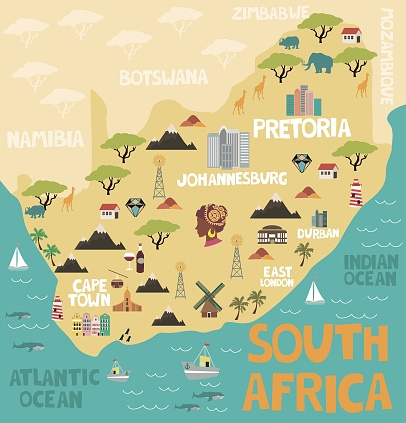 ZIMBABWE
MOZAMBIQUE
BOTSWANA
NAMIBIA
PRETORIA
JOHANNESBURG
DURBAN
INDIAN
OCEAN
EAST
LONDON
CAPE
TOWN
SOUTH
AFRICA
ATLANTIC
OCEAN